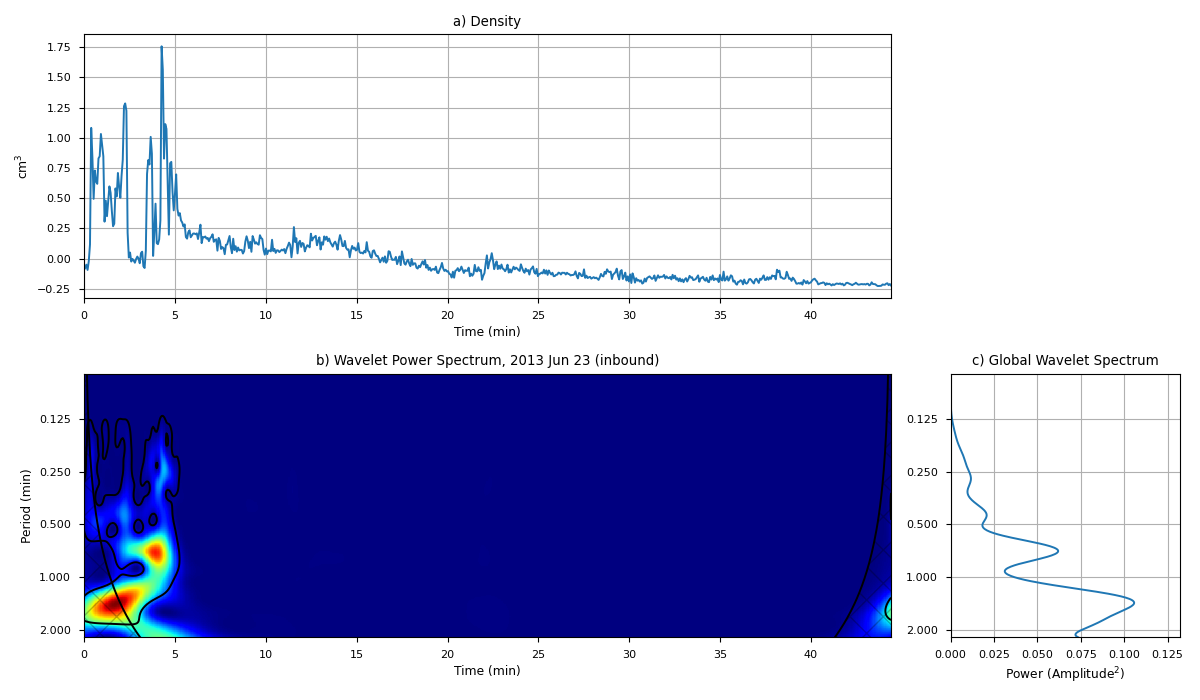 a) Density
1.75
1.50
1.25
1.00
0.75
0.50
0.25
0.00
−0.25
cm³
0 5 10 15 20 25 30 35 40
Time (min)
b) Wavelet Power Spectrum, 2013 Jun 23 (inbound)
0.125
0.250
0.500
1.000
2.000
Period (min)
0 5 10 15 20 25 30 35 40
Time (min)
c) Global Wavelet Spectrum
0.125
0.250
0.500
1.000
2.000
0.000 0.025 0.050 0.075 0.100 0.125
Power (Amplitude²)